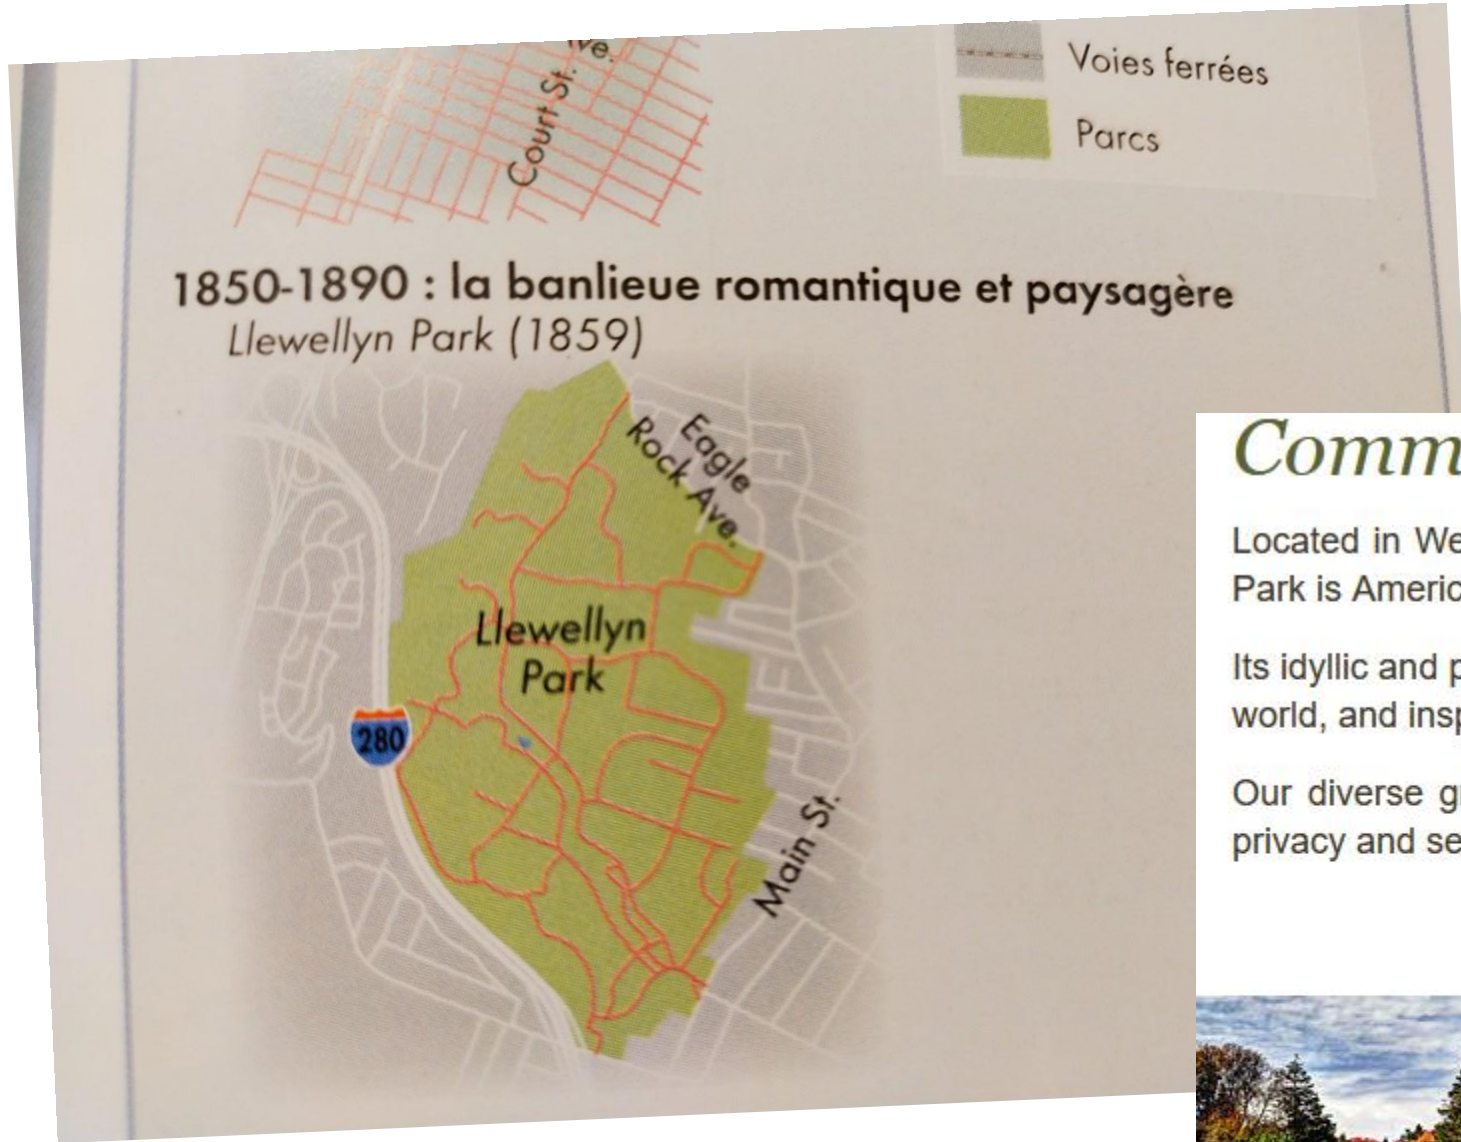 Court St.
Voies ferrées
Parcs
1850-1890 : la banlieue romantique et paysagère
Llewellyn Park (1859)
Eagle
Rock Ave.
Llewellyn
Park
280
Main St.
Comm
Located in We
Park is Americ
Its idyllic and p
world, and insp
Our diverse g
privacy and se